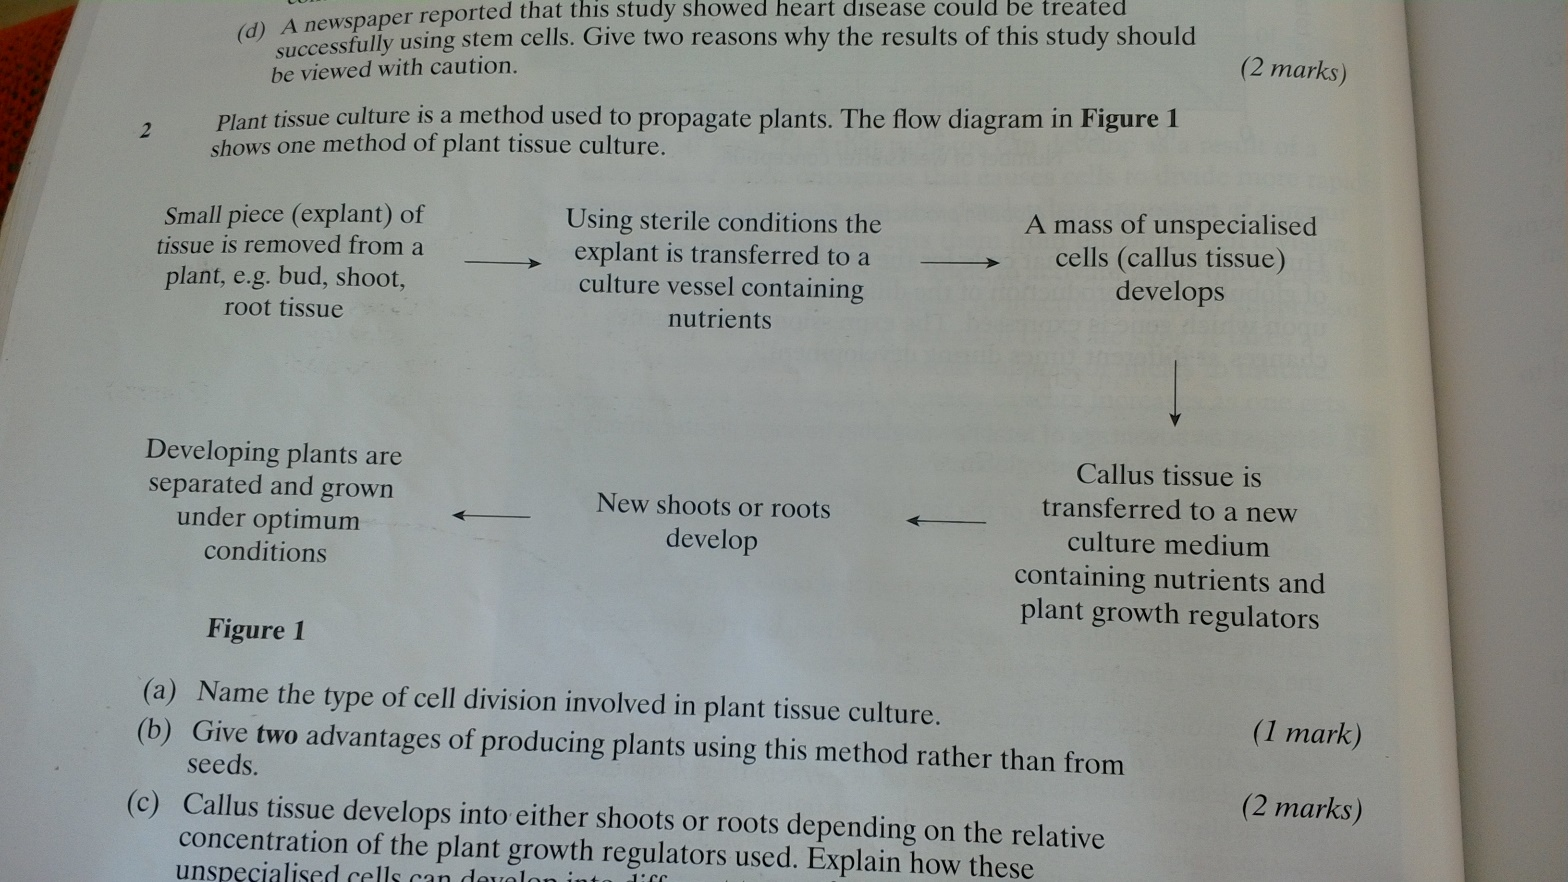 (d) A newspaper reported that this study showed heart disease could be treated
successfully using stem cells. Give two reasons why the results of this study should
be viewed with caution.
(2 marks)
2 Plant tissue culture is a method used to propagate plants. The flow diagram in Figure 1
shows one method of plant tissue culture.
Small piece (explant) of
tissue is removed from a
plant, e.g. bud, shoot,
root tissue
Using sterile conditions the
explant is transferred to a
culture vessel containing
nutrients
A mass of unspecialised
cells (callus tissue)
develops
Callus tissue is
transferred to a new
culture medium
containing nutrients and
plant growth regulators
New shoots or roots
develop
Developing plants are
separated and grown
under optimum
conditions
Figure 1
(a) Name the type of cell division involved in plant tissue culture.
(1 mark)
(b) Give two advantages of producing plants using this method rather than from
seeds.
(2 marks)
(c) Callus tissue develops into either shoots or roots depending on the relative
concentration of the plant growth regulators used. Explain how these
unspecialised cells can develop into